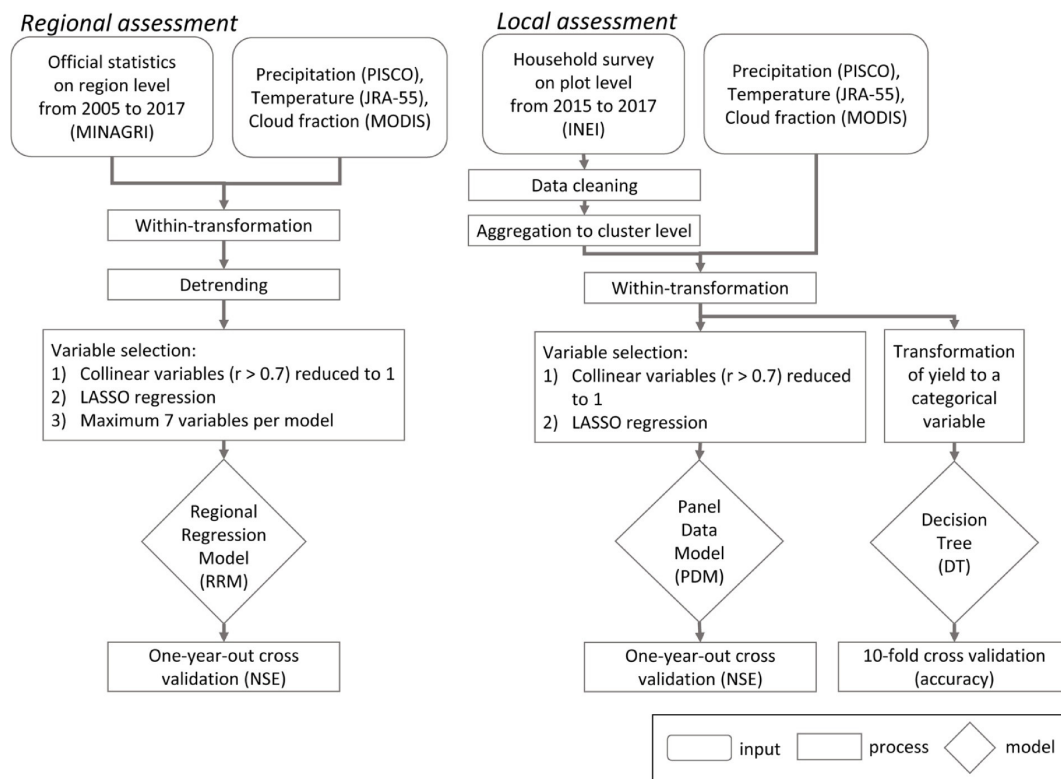 Regional assessment
Official statistics
on region level
from 2005 to 2017
(MINAGRI)
Precipitation (PISCO),
Temperature (JRA-55),
Cloud fraction (MODIS)
Within-transformation
Detrending
Variable selection:
1) Collinear variables (r > 0.7) reduced to 1
2) LASSO regression
3) Maximum 7 variables per model
Regional
Regression
Model
(RRM)
One-year-out cross
validation (NSE)
Local assessment
Household survey
on plot level
from 2015 to 2017
(INEI)
Precipitation (PISCO),
Temperature (JRA-55),
Cloud fraction (MODIS)
Data cleaning
Aggregation to cluster level
Within-transformation
Variable selection:
1) Collinear variables (r > 0.7) reduced
to 1
2) LASSO regression
Panel
Data
Model
(PDM)
One-year-out cross
validation (NSE)
Transformation
of yield to a
categorical
variable
Decision
Tree
(DT)
10-fold cross validation
(accuracy)
input
process
model